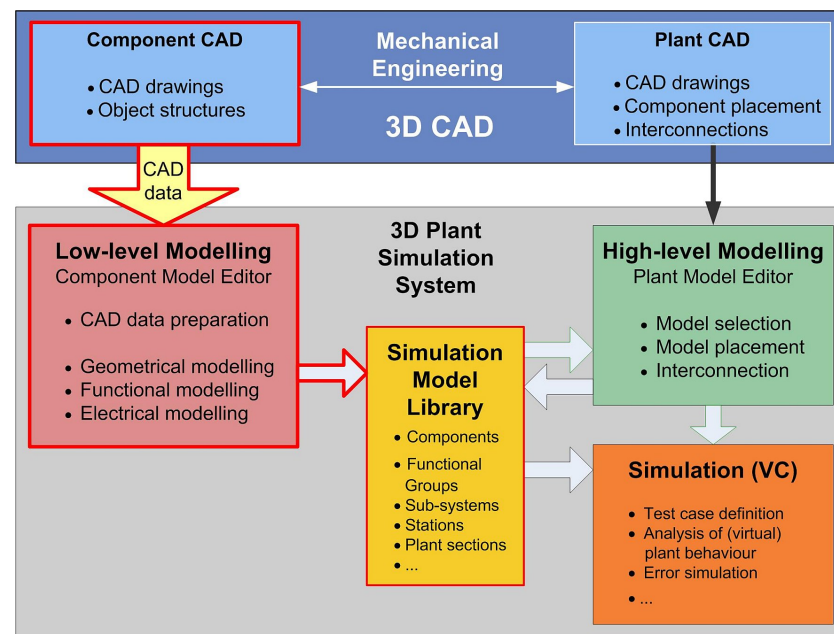 Component CAD
• CAD drawings
• Object structures
Mechanical
Engineering
3D CAD
Plant CAD
• CAD drawings
• Component placement
• Interconnections
CAD
data
Low-level Modelling
Component Model Editor
• CAD data preparation
• Geometrical modelling
• Functional modelling
• Electrical modelling
3D Plant
Simulation
System
Simulation
Model
Library
• Components
• Functional
Groups
• Sub-systems
• Stations
• Plant sections
• ...
High-level Modelling
Plant Model Editor
• Model selection
• Model placement
• Interconnection
Simulation (VC)
• Test case definition
• Analysis of (virtual)
plant behaviour
• Error simulation
• ...